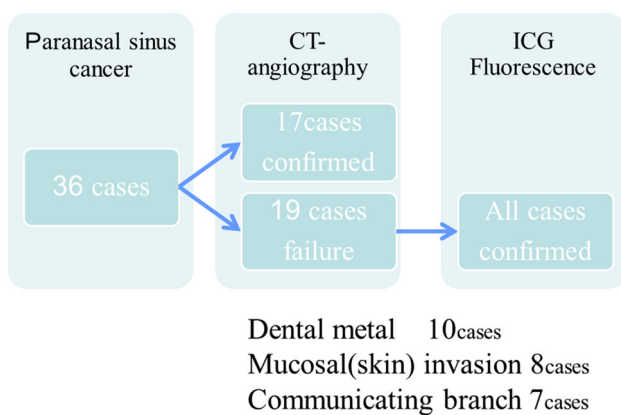 Paranasal sinus
cancer
36 cases
CT-
angiography
17cases
confirmed
19 cases
failure
ICG
Fluorescence
All cases
confirmed
Dental metal 10cases
Mucosal(skin) invasion 8cases
Communicating branch 7cases